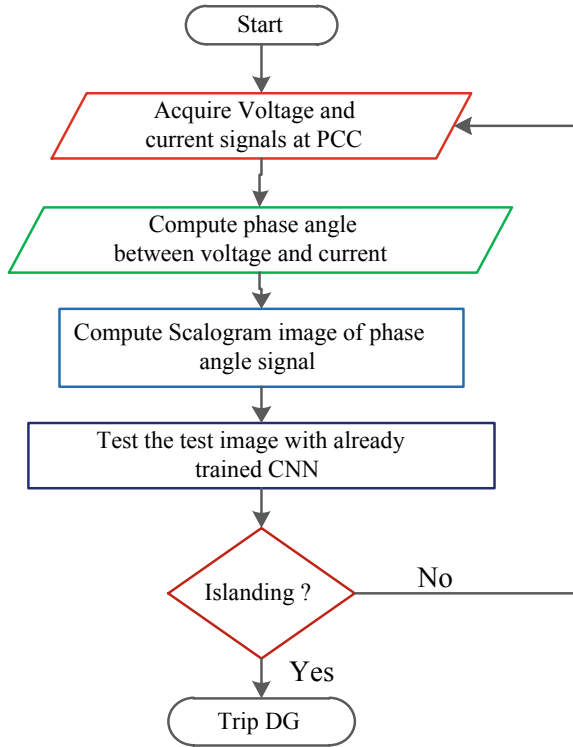 Start
Acquire Voltage and
current signals at PCC
Compute phase angle
between voltage and current
Compute Scalogram image of phase
angle signal
Test the test image with already
trained CNN
Islanding ?
No
Yes
Trip DG